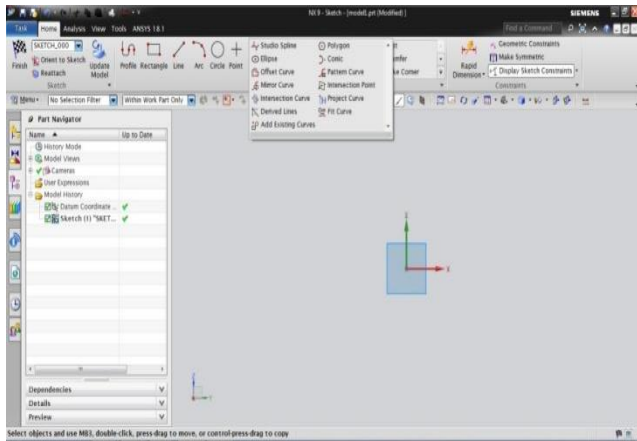 NX 9 - Sketch - [model1.prt (Modified)]
SIEMENS
Task Home Analysis View Tools ANSYS 18.1
Find a Command
SKETCH_000
Finish
Orient to Sketch
Reattach
Update Model
Profile Rectangle Line Arc Circle Point
Sketch
Studio Spline
Polygon
Ellipse
Conic
Offset Curve
Pattern Curve
Mirror Curve
Intersection Point
Intersection Curve
Project Curve
Derived Lines
Fit Curve
Add Existing Curves
Corner
Rapid Dimension
Geometric Constraints
Make Symmetric
Display Sketch Constraints
Constraints
Menu
No Selection Filter
Within Work Part Only
Part Navigator
Name
Up to Date
History Mode
Model Views
Cameras
User Expressions
Model History
Datum Coordinate ...
Sketch (1) "SKET...
Dependencies
Details
Preview
X
Select objects and use MB3, double-click, press-drag to move, or control-press-drag to copy